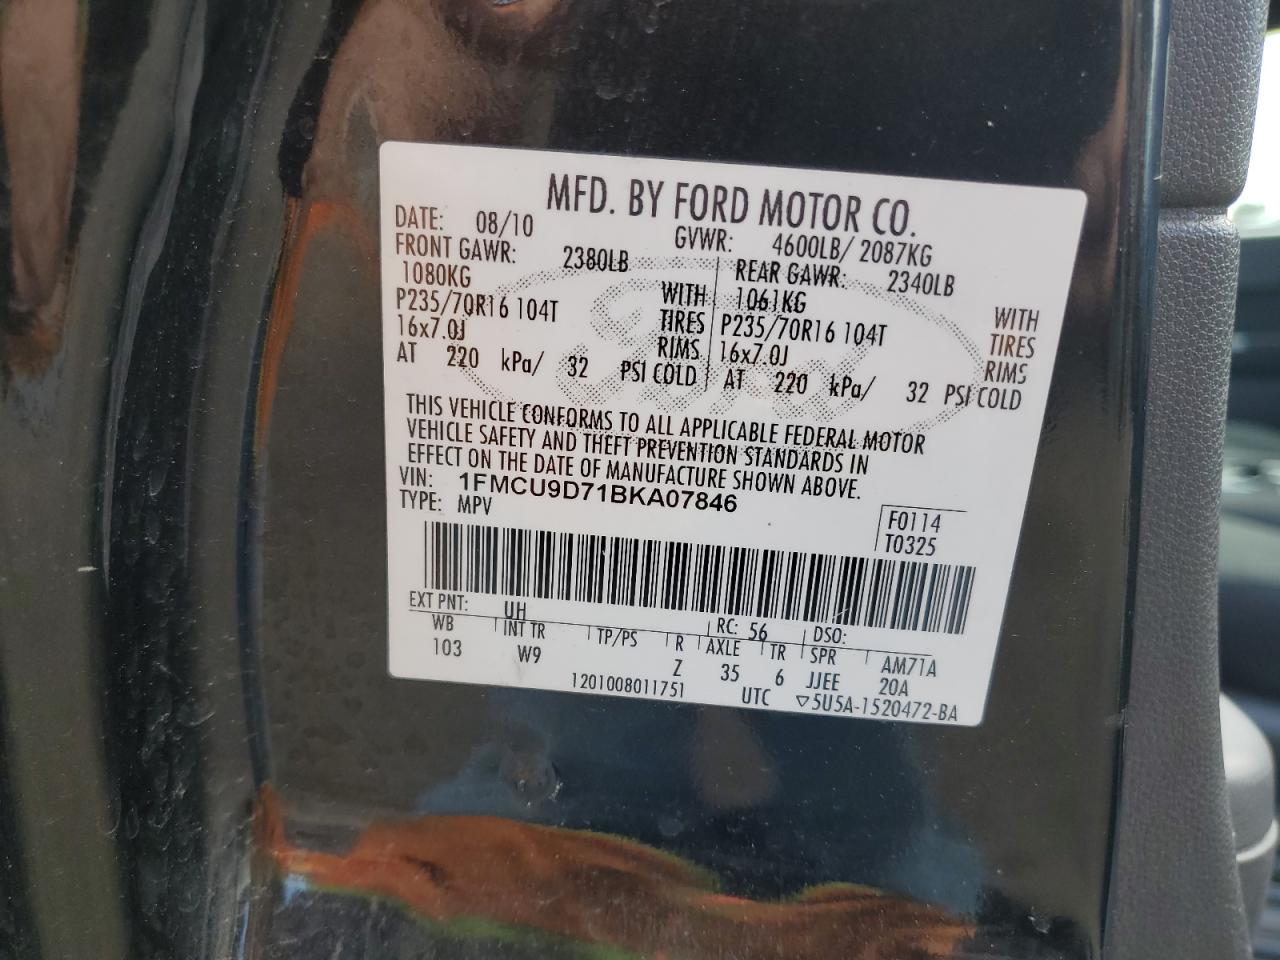 MFD. BY FORD MOTOR CO.
DATE: 08/10 GVWR: 4600LB/ 2087KG
FRONT GAWR: 2380LB REAR GAWR: 2340LB
1080KG WITH 1061KG WITH
P235/70R16 104T TIRES P235/70R16 104T TIRES
16x7.0J RIMS 16x7.0J RIMS
AT 220 kPa/ 32 PSI COLD AT 220 kPa/ 32 PSI COLD
THIS VEHICLE CONFORMS TO ALL APPLICABLE FEDERAL MOTOR
VEHICLE SAFETY AND THEFT PREVENTION STANDARDS IN
EFFECT ON THE DATE OF MANUFACTURE SHOWN ABOVE.
VIN: 1FMCU9D71BKA07846
TYPE: MPV F0114
T0325
EXT PNT: UH RC: 56 DSO:
WB INT TR TP/PS R AXLE TR SPR AM71A
103 W9 Z 35 6 JJEE 20A
1201008011751 UTC ▽5U5A-1520472-BA